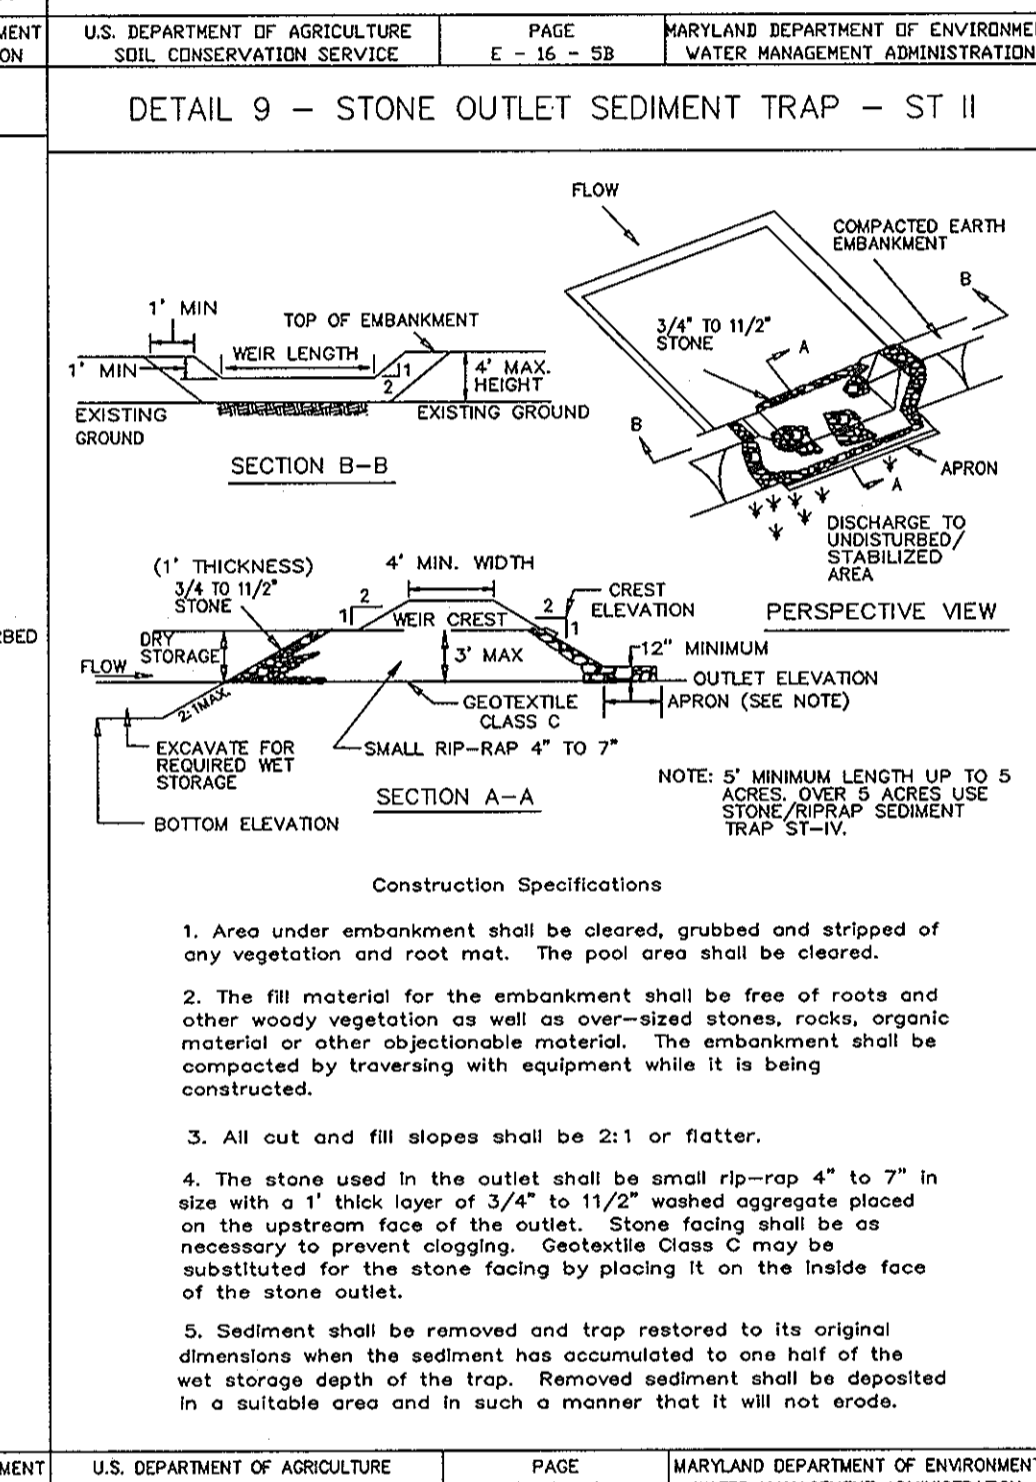 MENT
ON
U.S. DEPARTMENT OF AGRICULTURE
SOIL CONSERVATION SERVICE
PAGE
E - 16 - 5B
MARYLAND DEPARTMENT OF ENVIRONME
WATER MANAGEMENT ADMINISTRATION
DETAIL 9 - STONE OUTLET SEDIMENT TRAP - ST II
FLOW
COMPACTED EARTH
EMBANKMENT
B
3/4" TO 11/2"
STONE
A
B
A
APRON
DISCHARGE TO
UNDISTURBED/
STABILIZED
AREA
PERSPECTIVE VIEW
1' MIN
TOP OF EMBANKMENT
WEIR LENGTH
1' MIN
1
2
4' MAX.
HEIGHT
EXISTING
GROUND
EXISTING GROUND
SECTION B-B
(1' THICKNESS)
3/4 TO 11/2"
STONE
4' MIN. WIDTH
2
1
WEIR CREST
2
1
CREST
ELEVATION
RBED
DRY
STORAGE
3' MAX
12" MINIMUM
FLOW
OUTLET ELEVATION
2:1MAX.
GEOTEXTILE
CLASS C
APRON (SEE NOTE)
EXCAVATE FOR
REQUIRED WET
STORAGE
SMALL RIP-RAP 4" TO 7"
SECTION A-A
BOTTOM ELEVATION
NOTE: 5' MINIMUM LENGTH UP TO 5
ACRES. OVER 5 ACRES USE
STONE/RIPRAP SEDIMENT
TRAP ST-IV.
Construction Specifications
1. Area under embankment shall be cleared, grubbed and stripped of
any vegetation and root mat. The pool area shall be cleared.
2. The fill material for the embankment shall be free of roots and
other woody vegetation as well as over-sized stones, rocks, organic
material or other objectionable material. The embankment shall be
compacted by traversing with equipment while it is being
constructed.
3. All cut and fill slopes shall be 2:1 or flatter.
4. The stone used in the outlet shall be small rip-rap 4" to 7" in
size with a 1' thick layer of 3/4" to 11/2" washed aggregate placed
on the upstream face of the outlet. Stone facing shall be as
necessary to prevent clogging. Geotextile Class C may be
substituted for the stone facing by placing it on the inside face
of the stone outlet.
5. Sediment shall be removed and trap restored to its original
dimensions when the sediment has accumulated to one half of the
wet storage depth of the trap. Removed sediment shall be deposited
in a suitable area and in such a manner that it will not erode.
MENT
U.S. DEPARTMENT OF AGRICULTURE
PAGE
MARYLAND DEPARTMENT OF ENVIRONMEN